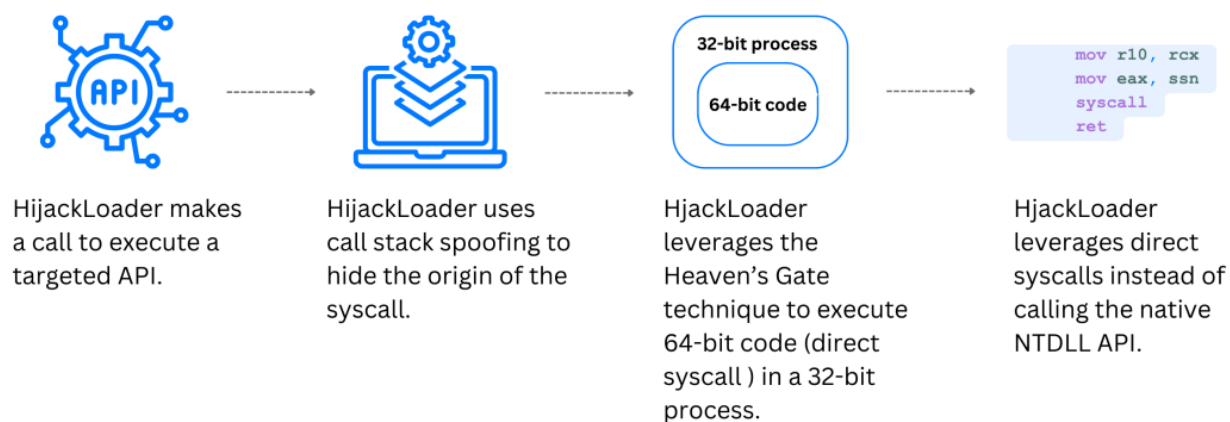 API
32-bit process
64-bit code
mov r10, rcx
mov eax, ssn
syscall
ret
HijackLoader makes
a call to execute a
targeted API.
HijackLoader uses
call stack spoofing to
hide the origin of the
syscall.
HjackLoader
leverages the
Heaven’s Gate
technique to execute
64-bit code (direct
syscall ) in a 32-bit
process.
HjackLoader
leverages direct
syscalls instead of
calling the native
NTDLL API.